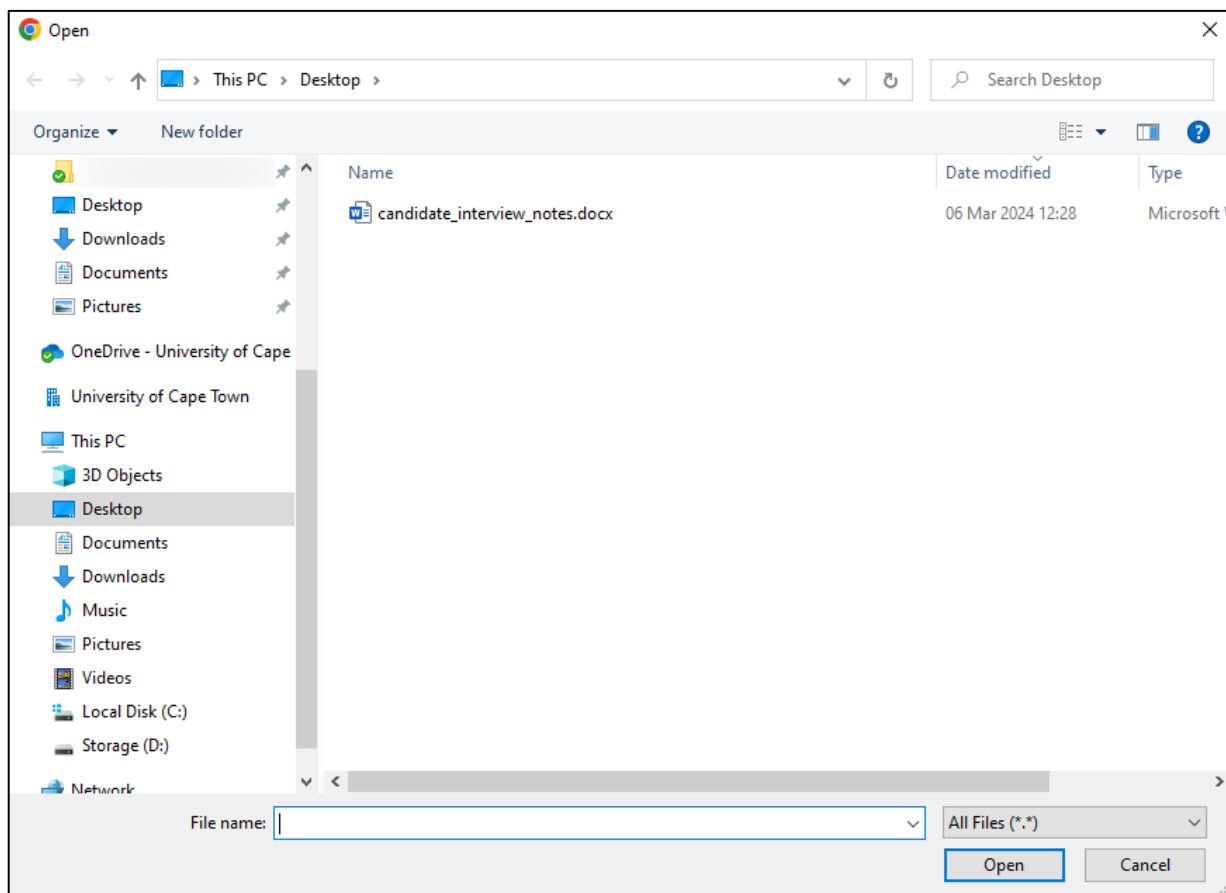 Open
This PC > Desktop >
Search Desktop
Organize
New folder
Name
Date modified
Type
Desktop
Downloads
Documents
Pictures
OneDrive - University of Cape
University of Cape Town
This PC
3D Objects
Desktop
Documents
Downloads
Music
Pictures
Videos
Local Disk (C:)
Storage (D:)
Network
candidate_interview_notes.docx
06 Mar 2024 12:28
Microsoft
File name:
All Files (*.*)
Open
Cancel